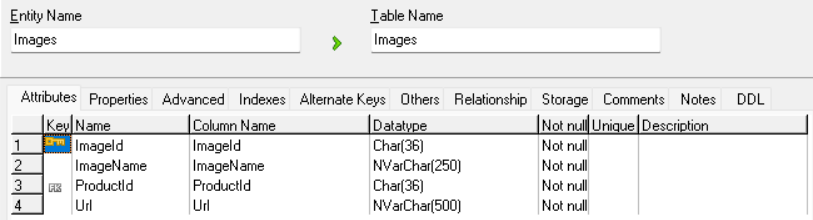 Entity Name Table Name
Images Images
Attributes Properties Advanced Indexes Alternate Keys Others Relationship Storage Comments Notes DDL
Key Name Column Name Datatype Not null Unique Description
1 ImageId ImageId Char(36) Not null
2 ImageName ImageName NVarChar(250) Not null
3 ProductId ProductId Char(36) Not null
4 Url Url NVarChar(500) Not null